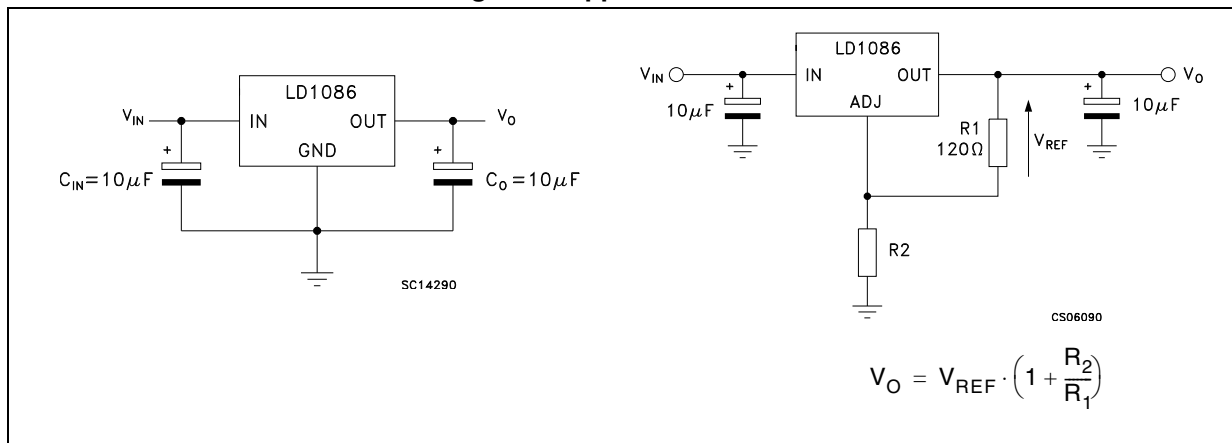 LD1086
V_IN
IN
OUT
V_O
GND
+
+
C_IN=10μF
C_O=10μF
SC14290
LD1086
V_IN
IN
OUT
V_O
ADJ
+
+
10μF
10μF
R1
120Ω
V_REF
R2
CS06090
V_O = V_REF · (1 + R_2/R_1)